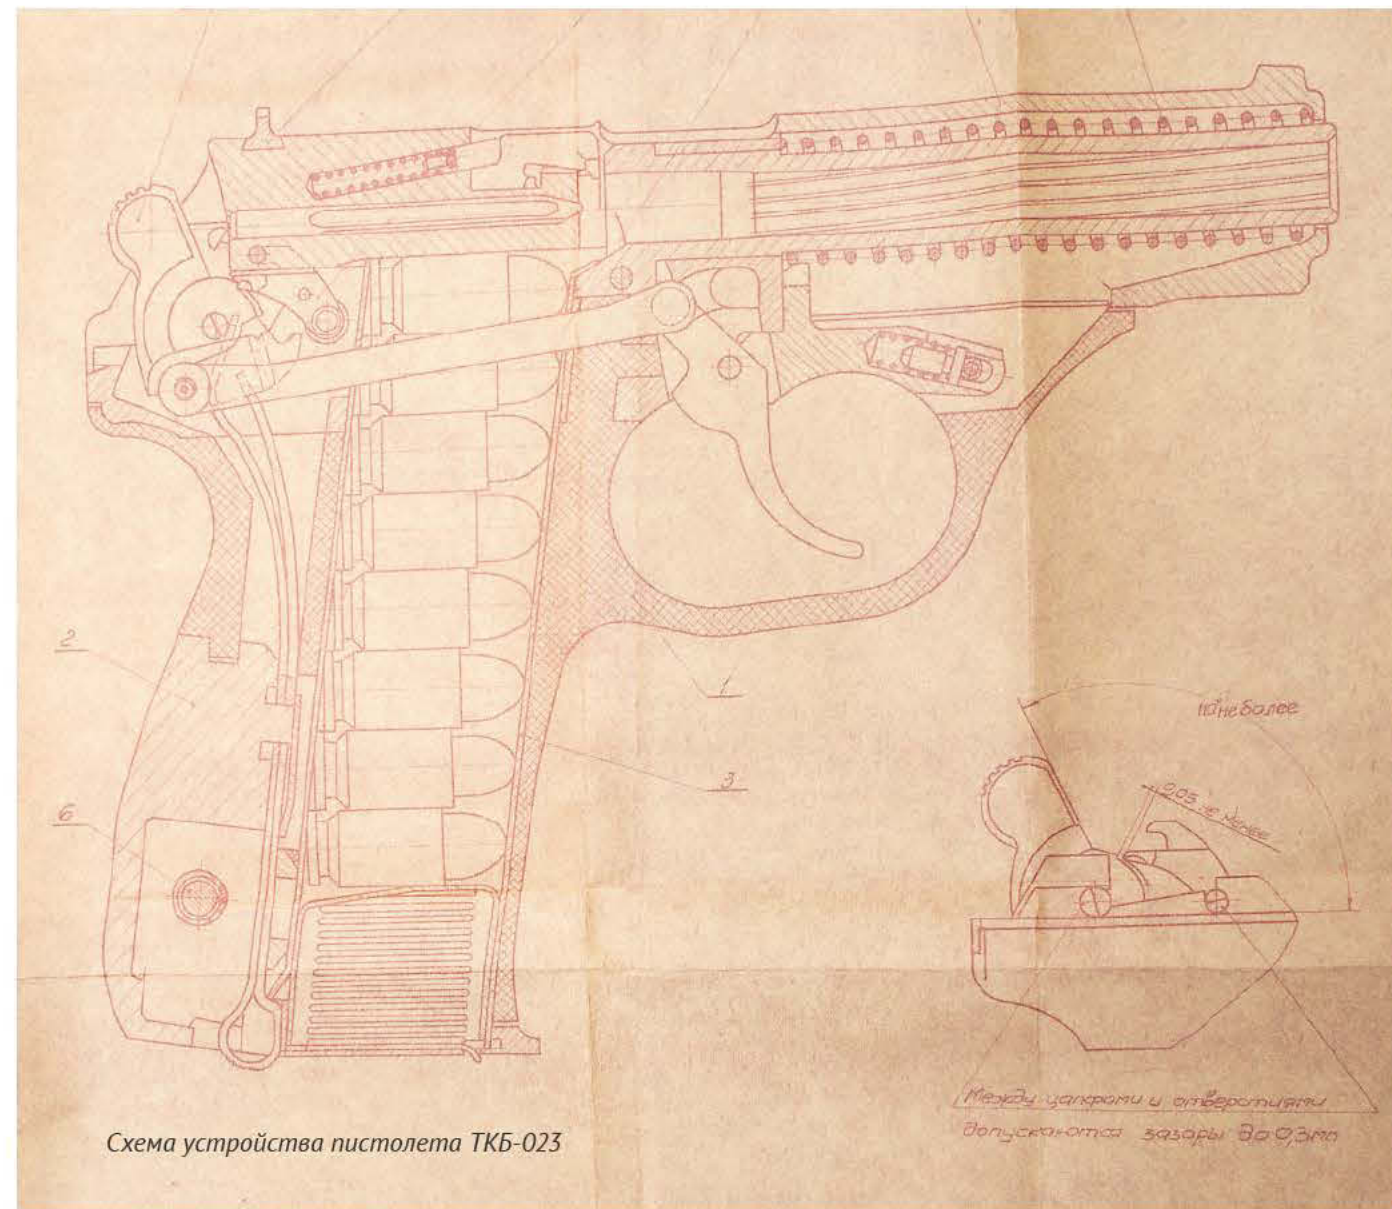 2
1
110° не более
3
0,05 не менее
6
Между цапфами и отверстиями
допускаются зазоры до 0,3мм
Схема устройства пистолета ТКБ-023